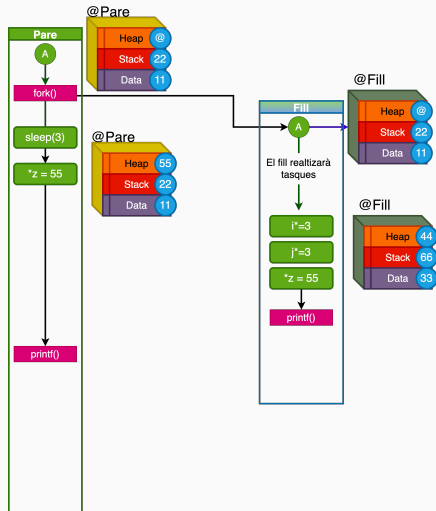 @Pare
Pare
Heap @
Stack 22
Data 11
A
fork()
sleep(3)
*z = 55
@Pare
Heap 55
Stack 22
Data 11
printf()
@Fill
Fill
Heap @
Stack 22
Data 11
A
El fill realtizarà
tasques
@Fill
i*=3
j*=3
*z = 55
Heap 44
Stack 66
Data 33
printf()